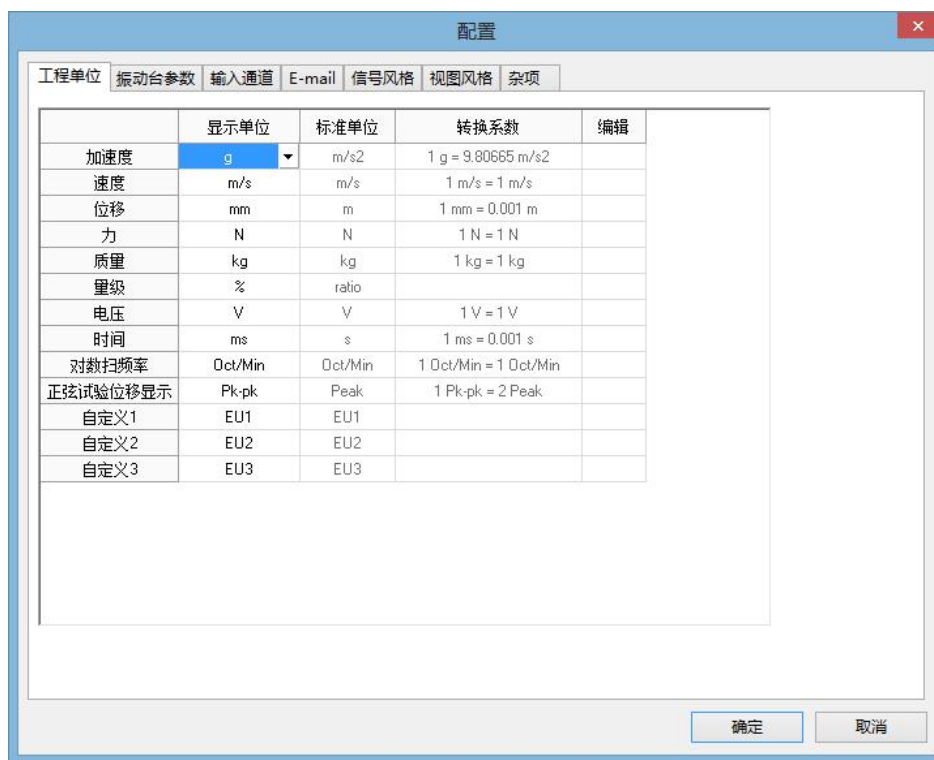 配置
工程单位 振动台参数 输入通道 E-mail 信号风格 视图风格 杂项
显示单位 标准单位 转换系数 编辑
加速度 g m/s2 1 g = 9.80665 m/s2
速度 m/s m/s 1 m/s = 1 m/s
位移 mm m 1 mm = 0.001 m
力 N N 1 N = 1 N
质量 kg kg 1 kg = 1 kg
量级 % ratio
电压 V V 1 V = 1 V
时间 ms s 1 ms = 0.001 s
对数扫频率 Oct/Min Oct/Min 1 Oct/Min = 1 Oct/Min
正弦试验位移显示 Pk-pk Peak 1 Pk-pk = 2 Peak
自定义1 EU1 EU1
自定义2 EU2 EU2
自定义3 EU3 EU3
确定 取消